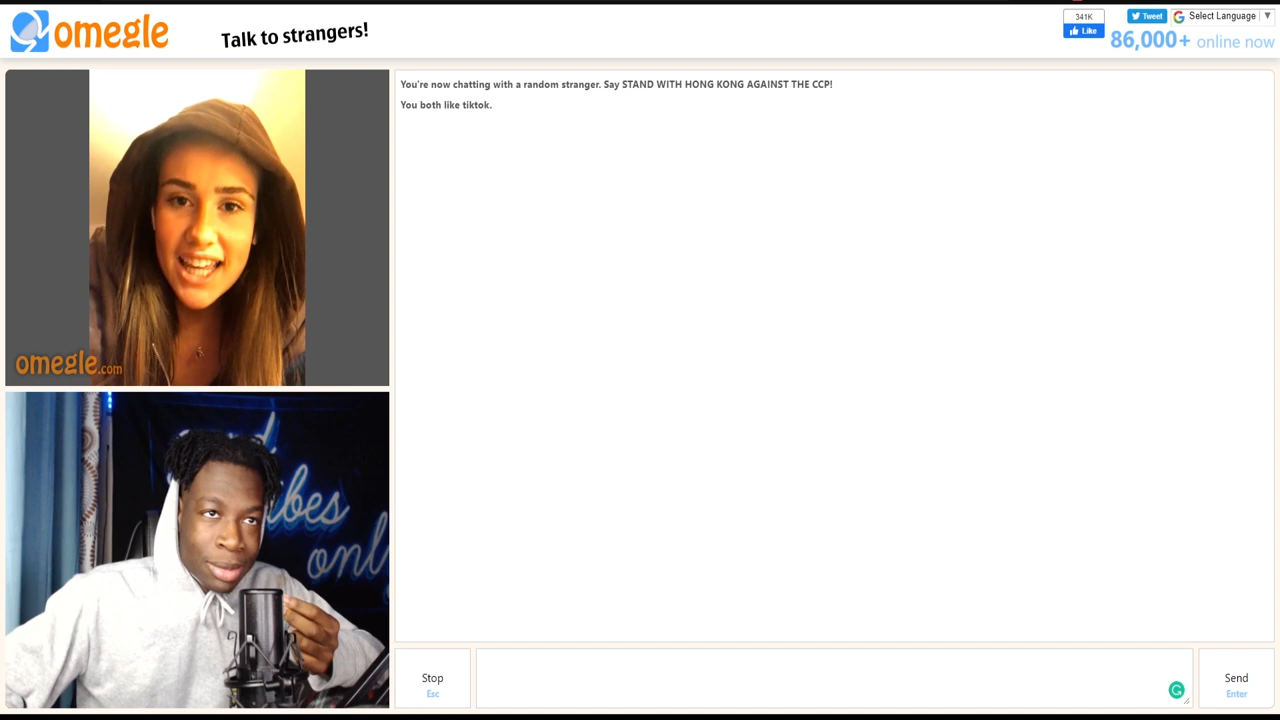 omegle
Talk to strangers!
341K
Like
Tweet
Select Language
86,000+ online now
You're now chatting with a random stranger. Say STAND WITH HONG KONG AGAINST THE CCP!
You both like tiktok.
omegle.com
ibes
Stop
Esc
Send
Enter